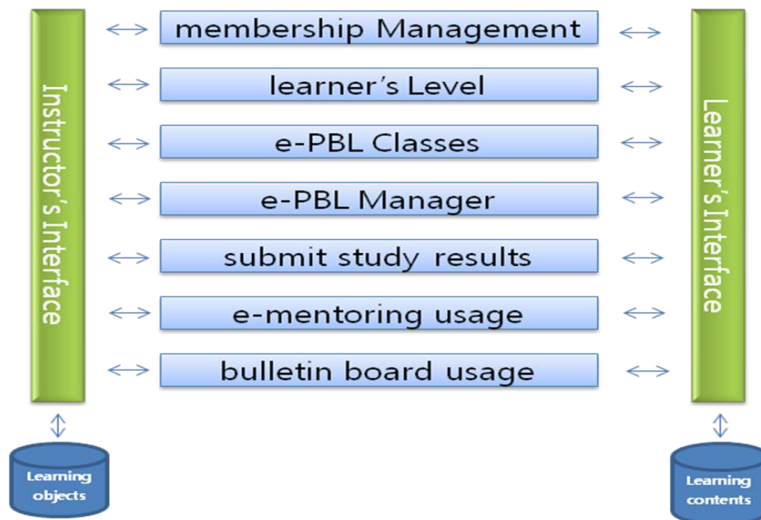 membership Management
learner's Level
e-PBL Classes
e-PBL Manager
submit study results
e-mentoring usage
bulletin board usage
Instructor's Interface
Learner's Interface
Learning
objects
Learning
contents